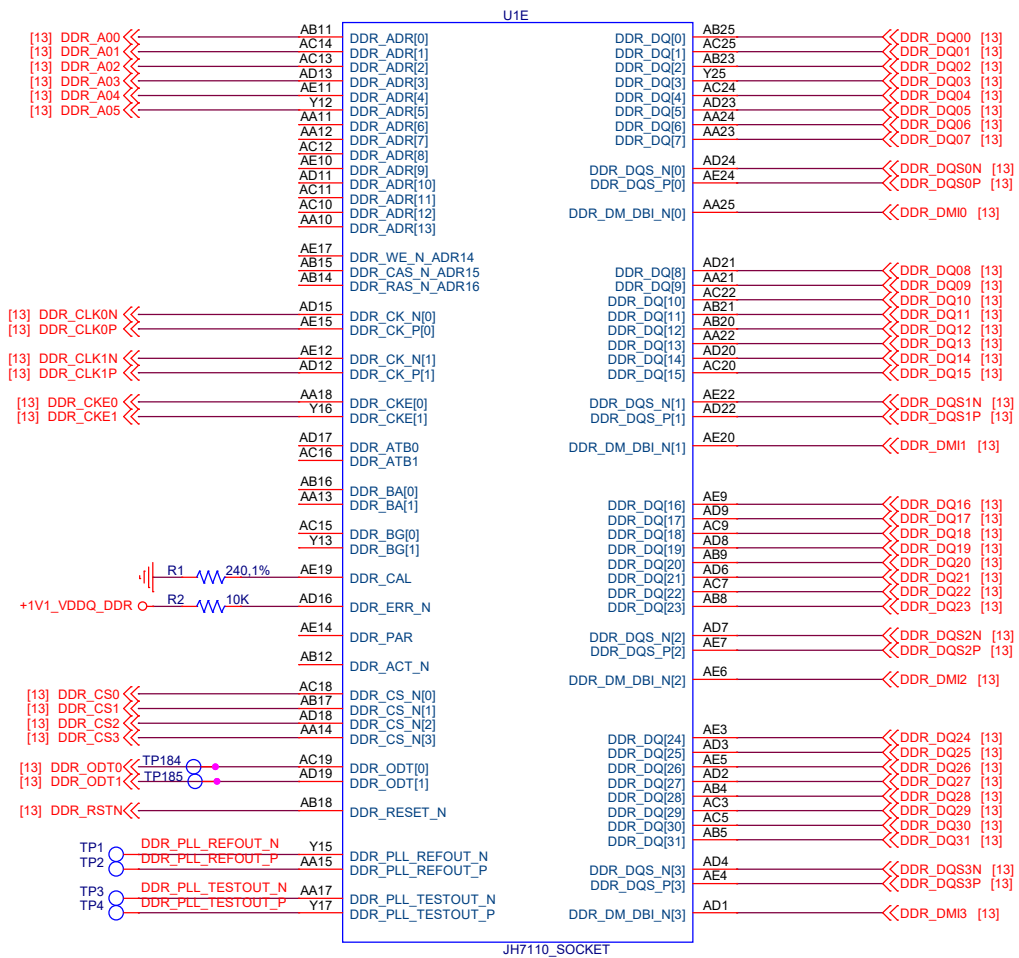 U1E
[13] DDR_A00 AB11 DDR_ADR[0]
[13] DDR_A01 AC14 DDR_ADR[1]
[13] DDR_A02 AC13 DDR_ADR[2]
[13] DDR_A03 AD13 DDR_ADR[3]
[13] DDR_A04 AE11 DDR_ADR[4]
[13] DDR_A05 Y12 DDR_ADR[5]
AA11 DDR_ADR[6]
AA12 DDR_ADR[7]
AC12 DDR_ADR[8]
AE10 DDR_ADR[9]
AD11 DDR_ADR[10]
AC11 DDR_ADR[11]
AC10 DDR_ADR[12]
AA10 DDR_ADR[13]
AE17 DDR_WE_N_ADR14
AB15 DDR_CAS_N_ADR15
AB14 DDR_RAS_N_ADR16
[13] DDR_CLK0N AD15 DDR_CK_N[0]
[13] DDR_CLK0P AE15 DDR_CK_P[0]
[13] DDR_CLK1N AE12 DDR_CK_N[1]
[13] DDR_CLK1P AD12 DDR_CK_P[1]
[13] DDR_CKE0 AA18 DDR_CKE[0]
[13] DDR_CKE1 Y16 DDR_CKE[1]
AD17 DDR_ATB0
AC16 DDR_ATB1
AB16 DDR_BA[0]
AA13 DDR_BA[1]
AC15 DDR_BG[0]
Y13 DDR_BG[1]
R1 240,1% AE19 DDR_CAL
+1V1_VDDQ_DDR R2 10K AD16 DDR_ERR_N
AE14 DDR_PAR
AB12 DDR_ACT_N
[13] DDR_CS0 AC18 DDR_CS_N[0]
[13] DDR_CS1 AB17 DDR_CS_N[1]
[13] DDR_CS2 AD18 DDR_CS_N[2]
[13] DDR_CS3 AA14 DDR_CS_N[3]
[13] DDR_ODT0 TP184 AC19 DDR_ODT[0]
[13] DDR_ODT1 TP185 AD19 DDR_ODT[1]
[13] DDR_RSTN AB18 DDR_RESET_N
TP1 DDR_PLL_REFOUT_N Y15 DDR_PLL_REFOUT_N
TP2 DDR_PLL_REFOUT_P AA15 DDR_PLL_REFOUT_P
TP3 DDR_PLL_TESTOUT_N AA17 DDR_PLL_TESTOUT_N
TP4 DDR_PLL_TESTOUT_P Y17 DDR_PLL_TESTOUT_P
DDR_DQ[0] AB25 DDR_DQ00 [13]
DDR_DQ[1] AC25 DDR_DQ01 [13]
DDR_DQ[2] AB23 DDR_DQ02 [13]
DDR_DQ[3] Y25 DDR_DQ03 [13]
DDR_DQ[4] AC24 DDR_DQ04 [13]
DDR_DQ[5] AD23 DDR_DQ05 [13]
DDR_DQ[6] AA24 DDR_DQ06 [13]
DDR_DQ[7] AA23 DDR_DQ07 [13]
DDR_DQS_N[0] AD24 DDR_DQS0N [13]
DDR_DQS_P[0] AE24 DDR_DQS0P [13]
DDR_DM_DBI_N[0] AA25 DDR_DMI0 [13]
DDR_DQ[8] AD21 DDR_DQ08 [13]
DDR_DQ[9] AA21 DDR_DQ09 [13]
DDR_DQ[10] AC22 DDR_DQ10 [13]
DDR_DQ[11] AB21 DDR_DQ11 [13]
DDR_DQ[12] AB20 DDR_DQ12 [13]
DDR_DQ[13] AA22 DDR_DQ13 [13]
DDR_DQ[14] AD20 DDR_DQ14 [13]
DDR_DQ[15] AC20 DDR_DQ15 [13]
DDR_DQS_N[1] AE22 DDR_DQS1N [13]
DDR_DQS_P[1] AD22 DDR_DQS1P [13]
DDR_DM_DBI_N[1] AE20 DDR_DMI1 [13]
DDR_DQ[16] AE9 DDR_DQ16 [13]
DDR_DQ[17] AD9 DDR_DQ17 [13]
DDR_DQ[18] AC9 DDR_DQ18 [13]
DDR_DQ[19] AD8 DDR_DQ19 [13]
DDR_DQ[20] AB9 DDR_DQ20 [13]
DDR_DQ[21] AD6 DDR_DQ21 [13]
DDR_DQ[22] AC7 DDR_DQ22 [13]
DDR_DQ[23] AB8 DDR_DQ23 [13]
DDR_DQS_N[2] AD7 DDR_DQS2N [13]
DDR_DQS_P[2] AE7 DDR_DQS2P [13]
DDR_DM_DBI_N[2] AE6 DDR_DMI2 [13]
DDR_DQ[24] AE3 DDR_DQ24 [13]
DDR_DQ[25] AD3 DDR_DQ25 [13]
DDR_DQ[26] AE5 DDR_DQ26 [13]
DDR_DQ[27] AD2 DDR_DQ27 [13]
DDR_DQ[28] AB4 DDR_DQ28 [13]
DDR_DQ[29] AC3 DDR_DQ29 [13]
DDR_DQ[30] AC5 DDR_DQ30 [13]
DDR_DQ[31] AB5 DDR_DQ31 [13]
DDR_DQS_N[3] AD4 DDR_DQS3N [13]
DDR_DQS_P[3] AE4 DDR_DQS3P [13]
DDR_DM_DBI_N[3] AD1 DDR_DMI3 [13]
JH7110_SOCKET